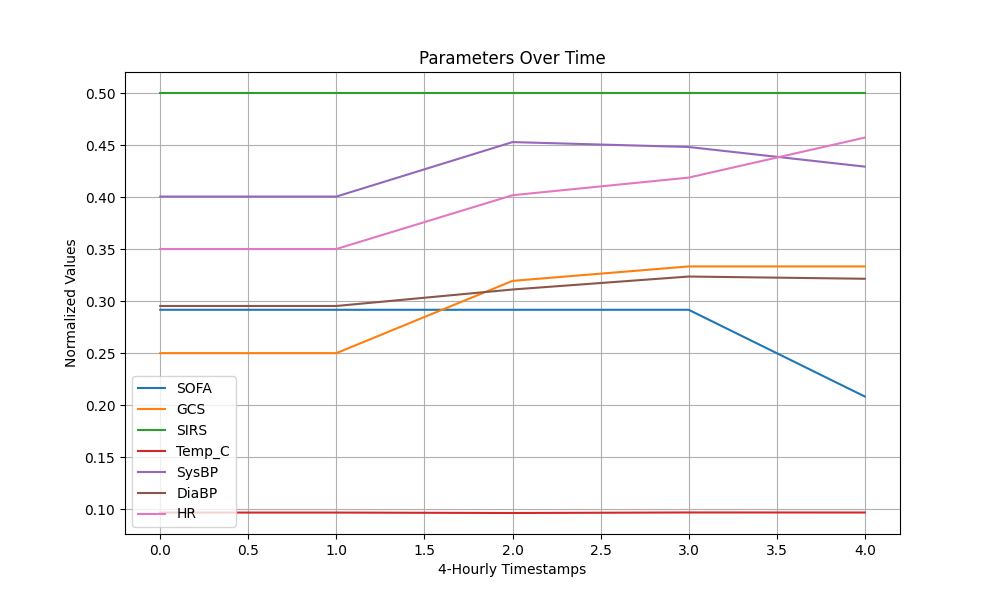 Parameters Over Time
Normalized Values
0.50
0.45
0.40
0.35
0.30
0.25
0.20
0.15
0.10
SOFA
GCS
SIRS
Temp_C
SysBP
DiaBP
HR
0.0 0.5 1.0 1.5 2.0 2.5 3.0 3.5 4.0
4-Hourly Timestamps